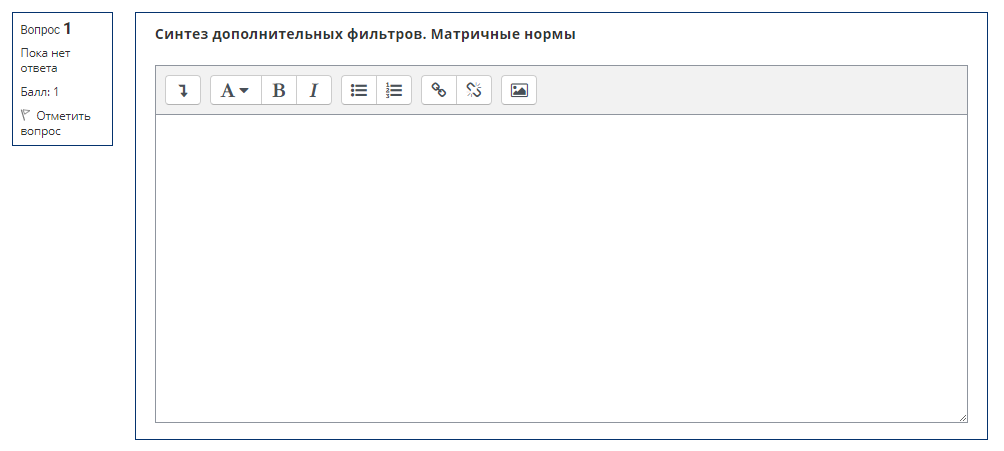 Вопрос 1
Пока нет
ответа
Балл: 1
Отметить
вопрос
Синтез дополнительных фильтров. Матричные нормы
A B I